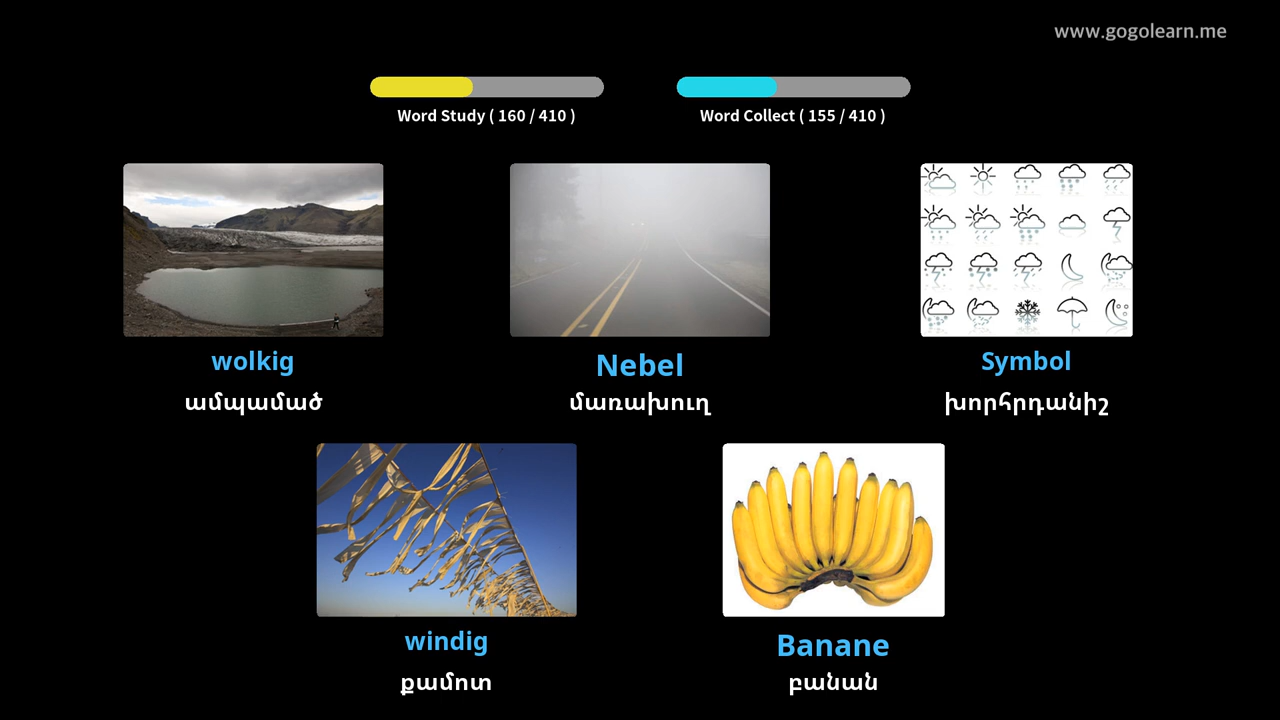 www.gogolearn.me
Word Study ( 160 / 410 )
Word Collect ( 155 / 410 )
wolkig
ամպամած
Nebel
մառախուղ
Symbol
խորհրդանիշ
windig
քամոտ
Banane
բանան